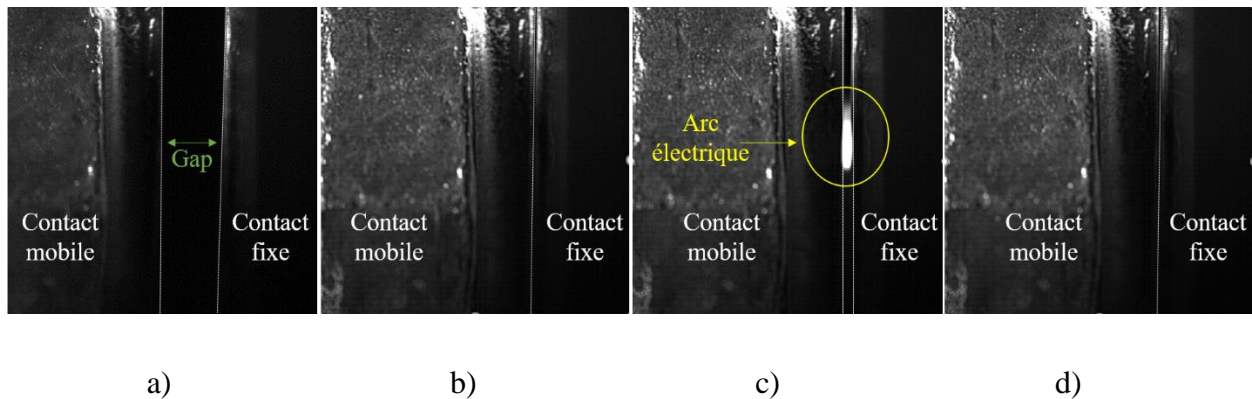 Gap
Contact
mobile
Contact
fixe
Contact
mobile
Contact
fixe
Arc
électrique
Contact
mobile
Contact
fixe
Contact
mobile
Contact
fixe
a)
b)
c)
d)